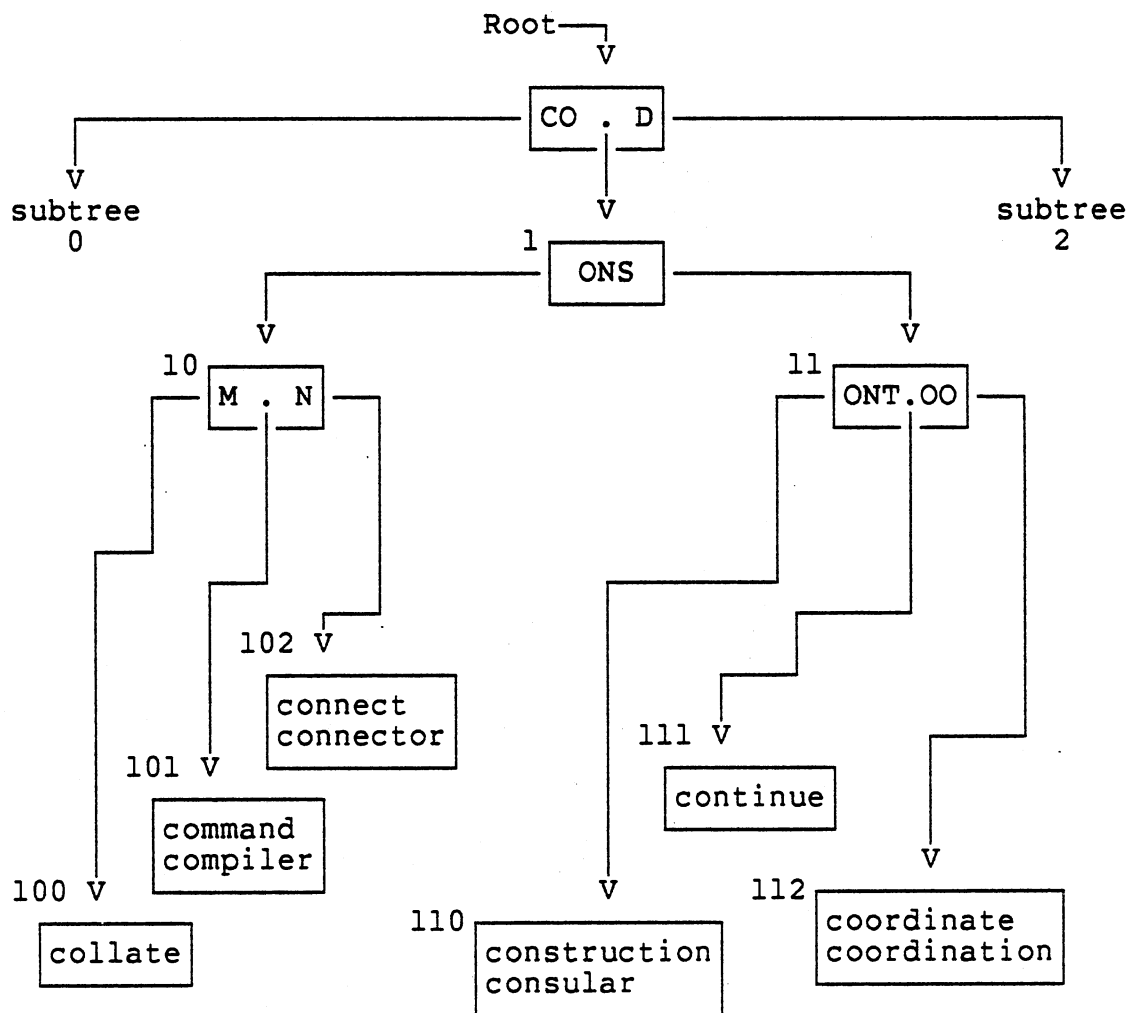 Root
V
CO . D
V
V
V
subtree
0
subtree
2
1
ONS
V
V
10
M . N
11
ONT.OO
102 V
connect
connector
101 V
command
compiler
100 V
collate
111 V
continue
110 V
construction
consular
112 V
coordinate
coordination